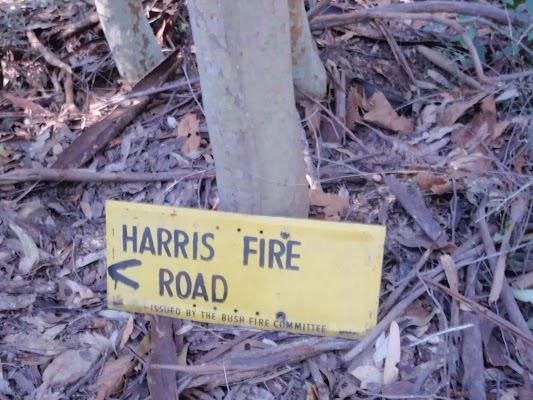 HARRIS FIRE
< ROAD
ISSUED BY THE BUSH FIRE COMMITTEE